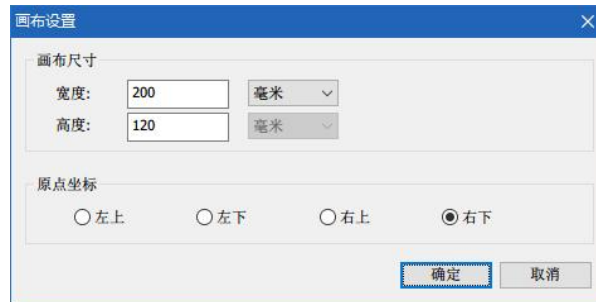 画布设置
画布尺寸
宽度: 200 毫米
高度: 120 毫米
原点坐标
左上 左下 右上 右下
确定 取消